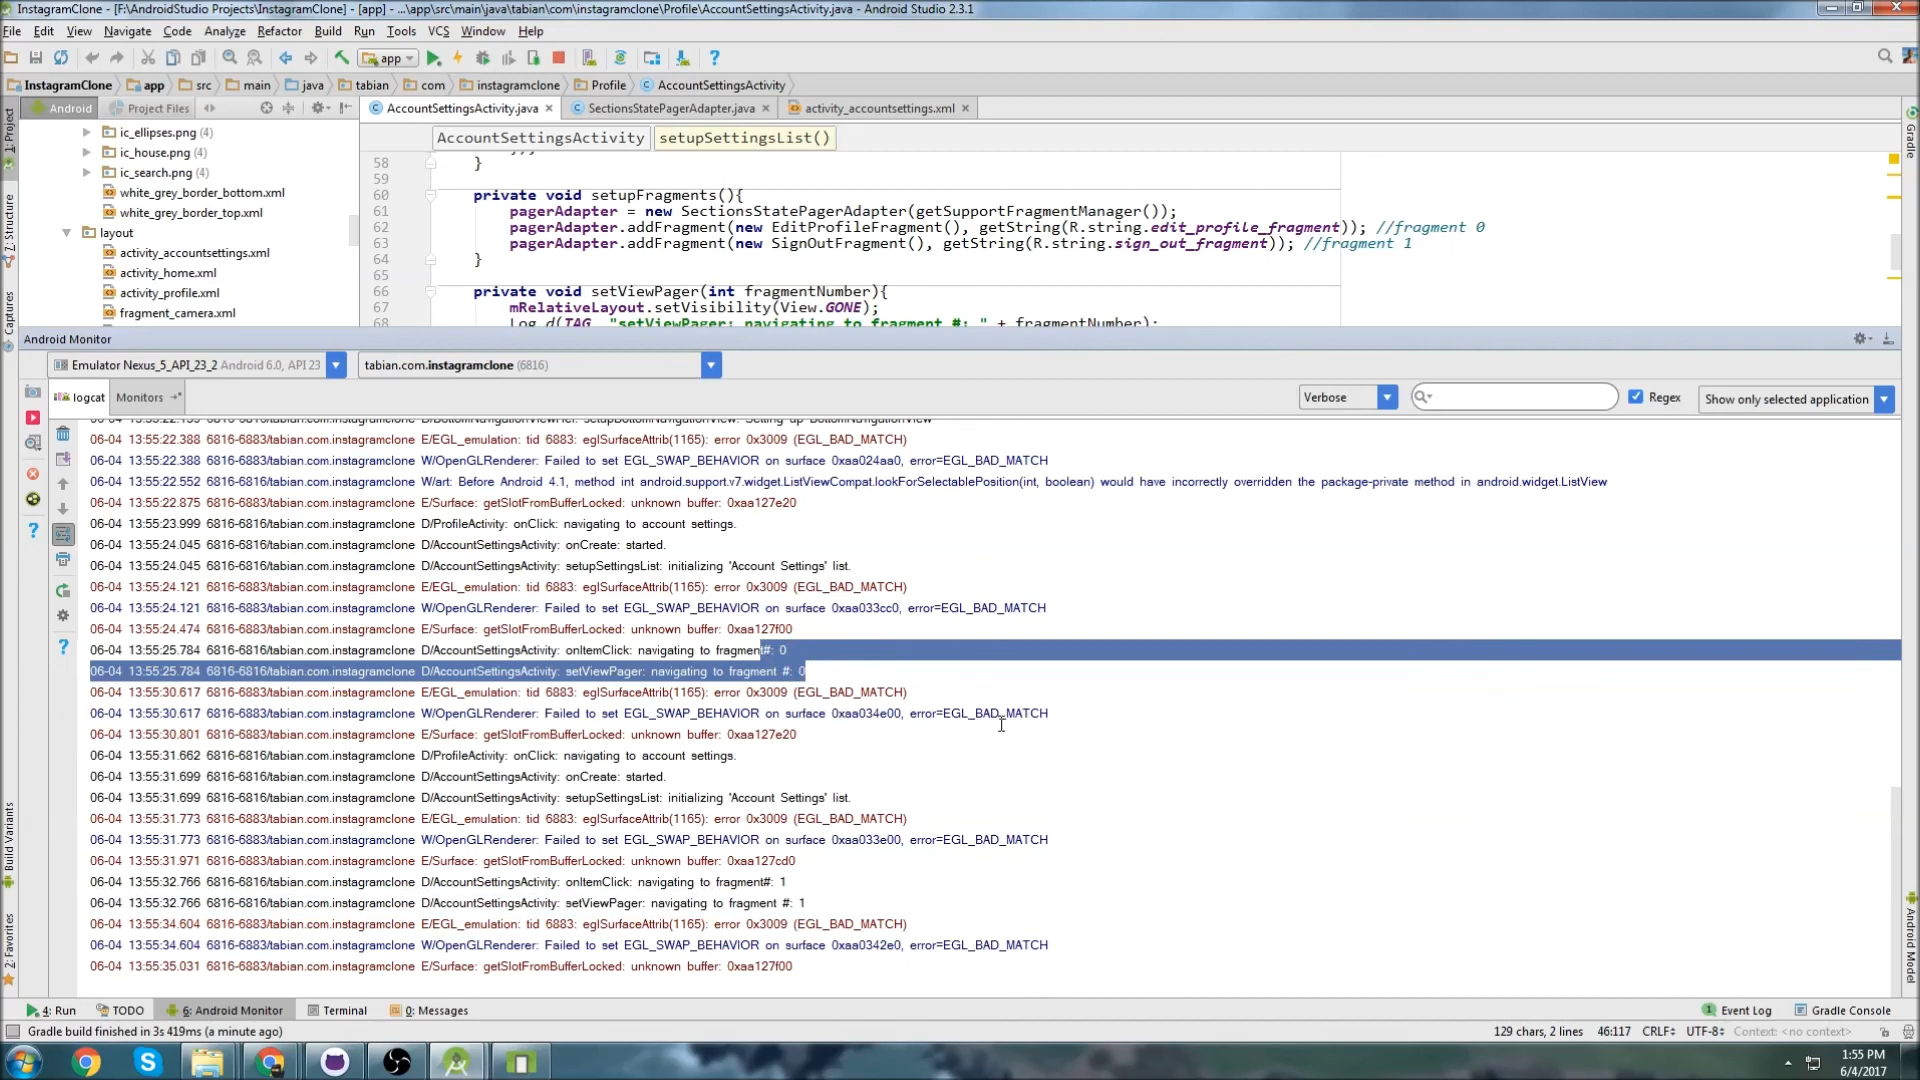 InstagramClone - [F:\AndroidStudio Projects\InstagramClone] - [app] - ...\app\src\main\java\tabian\com\instagramclone\Profile\AccountSettingsActivity.java - Android Studio 2.3.1
File Edit View Navigate Code Analyze Refactor Build Run Tools VCS Window Help
app
InstagramClone app src main java tabian com instagramclone Profile AccountSettingsActivity
Android Project Files
AccountSettingsActivity.java SectionsStatePagerAdapter.java activity_accountsettings.xml
AccountSettingsActivity setupSettingsList()
ic_ellipses.png (4)
ic_house.png (4)
ic_search.png (4)
white_grey_border_bottom.xml
white_grey_border_top.xml
layout
activity_accountsettings.xml
activity_home.xml
activity_profile.xml
fragment_camera.xml
58 }
59
60 private void setupFragments(){
61 pagerAdapter = new SectionsStatePagerAdapter(getSupportFragmentManager());
62 pagerAdapter.addFragment(new EditProfileFragment(), getString(R.string.edit_profile_fragment)); //fragment 0
63 pagerAdapter.addFragment(new SignOutFragment(), getString(R.string.sign_out_fragment)); //fragment 1
64 }
65
66 private void setViewPager(int fragmentNumber){
67 mRelativeLayout.setVisibility(View.GONE);
68 Log.d(TAG, "setViewPager: navigating to fragment #: " + fragmentNumber);
1: Project
7: Structure
Captures
Build Variants
2: Favorites
Gradle
Android Model
Android Monitor
Emulator Nexus_5_API_23_2 Android 6.0, API 23 tabian.com.instagramclone (6816)
logcat Monitors Verbose Regex Show only selected application
06-04 13:55:22.388 6816-6883/tabian.com.instagramclone E/EGL_emulation: tid 6883: eglSurfaceAttrib(1165): error 0x3009 (EGL_BAD_MATCH)
06-04 13:55:22.388 6816-6883/tabian.com.instagramclone W/OpenGLRenderer: Failed to set EGL_SWAP_BEHAVIOR on surface 0xaa024aa0, error=EGL_BAD_MATCH
06-04 13:55:22.552 6816-6816/tabian.com.instagramclone W/art: Before Android 4.1, method int android.support.v7.widget.ListViewCompat.lookForSelectablePosition(int, boolean) would have incorrectly overridden the package-private method in android.widget.ListView
06-04 13:55:22.875 6816-6883/tabian.com.instagramclone E/Surface: getSlotFromBufferLocked: unknown buffer: 0xaa127e20
06-04 13:55:23.999 6816-6816/tabian.com.instagramclone D/ProfileActivity: onClick: navigating to account settings.
06-04 13:55:24.045 6816-6816/tabian.com.instagramclone D/AccountSettingsActivity: onCreate: started.
06-04 13:55:24.045 6816-6816/tabian.com.instagramclone D/AccountSettingsActivity: setupSettingsList: initializing 'Account Settings' list.
06-04 13:55:24.121 6816-6883/tabian.com.instagramclone E/EGL_emulation: tid 6883: eglSurfaceAttrib(1165): error 0x3009 (EGL_BAD_MATCH)
06-04 13:55:24.121 6816-6883/tabian.com.instagramclone W/OpenGLRenderer: Failed to set EGL_SWAP_BEHAVIOR on surface 0xaa033cc0, error=EGL_BAD_MATCH
06-04 13:55:24.474 6816-6883/tabian.com.instagramclone E/Surface: getSlotFromBufferLocked: unknown buffer: 0xaa127f00
06-04 13:55:25.784 6816-6816/tabian.com.instagramclone D/AccountSettingsActivity: onItemClick: navigating to fragment#: 0
06-04 13:55:25.784 6816-6816/tabian.com.instagramclone D/AccountSettingsActivity: setViewPager: navigating to fragment #: 0
06-04 13:55:30.617 6816-6883/tabian.com.instagramclone E/EGL_emulation: tid 6883: eglSurfaceAttrib(1165): error 0x3009 (EGL_BAD_MATCH)
06-04 13:55:30.617 6816-6883/tabian.com.instagramclone W/OpenGLRenderer: Failed to set EGL_SWAP_BEHAVIOR on surface 0xaa034e00, error=EGL_BAD_MATCH
06-04 13:55:30.801 6816-6883/tabian.com.instagramclone E/Surface: getSlotFromBufferLocked: unknown buffer: 0xaa127e20
06-04 13:55:31.662 6816-6816/tabian.com.instagramclone D/ProfileActivity: onClick: navigating to account settings.
06-04 13:55:31.699 6816-6816/tabian.com.instagramclone D/AccountSettingsActivity: onCreate: started.
06-04 13:55:31.699 6816-6816/tabian.com.instagramclone D/AccountSettingsActivity: setupSettingsList: initializing 'Account Settings' list.
06-04 13:55:31.773 6816-6883/tabian.com.instagramclone E/EGL_emulation: tid 6883: eglSurfaceAttrib(1165): error 0x3009 (EGL_BAD_MATCH)
06-04 13:55:31.773 6816-6883/tabian.com.instagramclone W/OpenGLRenderer: Failed to set EGL_SWAP_BEHAVIOR on surface 0xaa033e00, error=EGL_BAD_MATCH
06-04 13:55:31.971 6816-6883/tabian.com.instagramclone E/Surface: getSlotFromBufferLocked: unknown buffer: 0xaa127cd0
06-04 13:55:32.766 6816-6816/tabian.com.instagramclone D/AccountSettingsActivity: onItemClick: navigating to fragment#: 1
06-04 13:55:32.766 6816-6816/tabian.com.instagramclone D/AccountSettingsActivity: setViewPager: navigating to fragment #: 1
06-04 13:55:34.604 6816-6883/tabian.com.instagramclone E/EGL_emulation: tid 6883: eglSurfaceAttrib(1165): error 0x3009 (EGL_BAD_MATCH)
06-04 13:55:34.604 6816-6883/tabian.com.instagramclone W/OpenGLRenderer: Failed to set EGL_SWAP_BEHAVIOR on surface 0xaa0342e0, error=EGL_BAD_MATCH
06-04 13:55:35.031 6816-6883/tabian.com.instagramclone E/Surface: getSlotFromBufferLocked: unknown buffer: 0xaa127f00
4: Run TODO 6: Android Monitor Terminal 0: Messages 1 Event Log Gradle Console
Gradle build finished in 3s 419ms (a minute ago) 129 chars, 2 lines 46:117 CRLF UTF-8 Context: <no context>
1:55 PM
6/4/2017